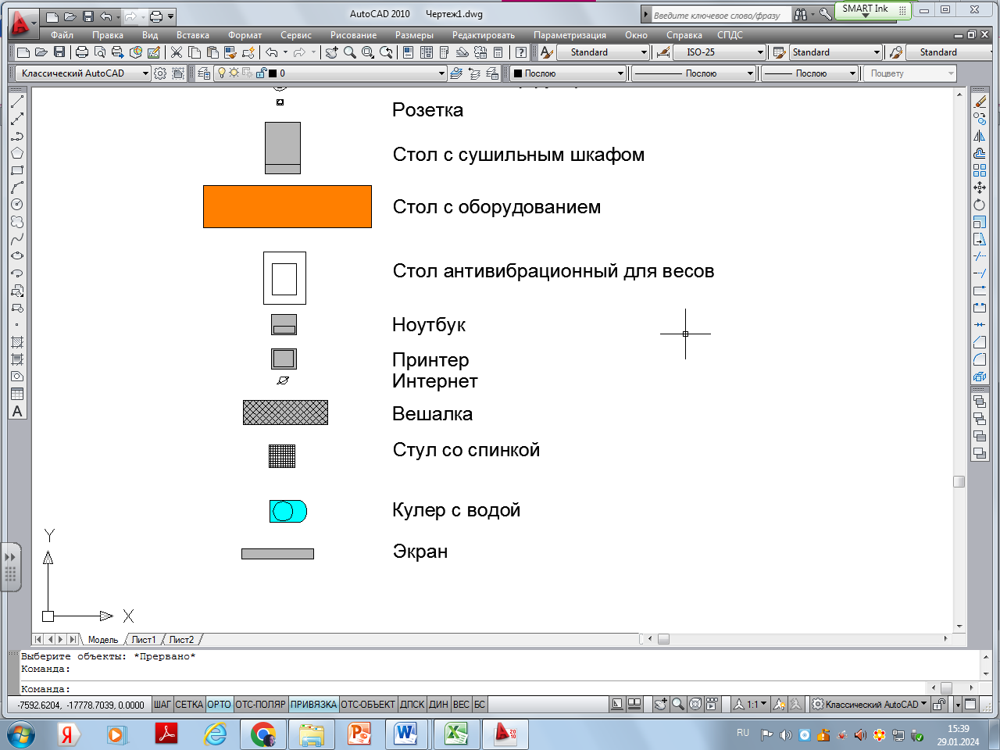 AutoCAD 2010 Чертеж1.dwg
Введите ключевое слово/фразу
SMART Ink
Файл Правка Вид Вставка Формат Сервис Рисование Размеры Редактировать Параметризация Окно Справка СПДС
Standard ISO-25 Standard Standard
Классический AutoCAD 0 Послою Послою Послою Поцвету
Розетка
Стол с сушильным шкафом
Стол с оборудованием
Стол антивибрационный для весов
Ноутбук
Принтер
Интернет
Вешалка
Стул со спинкой
Кулер с водой
Экран
Y
X
A
Модель Лист1 Лист2
Выберите объекты: *Прервано*
Команда:
Команда:
-7592.6204, -17778.7039, 0.0000 ШАГ СЕТКА ОРТО ОТС-ПОЛЯР ПРИВЯЗКА ОТС-ОБЪЕКТ ДПСК ДИН ВЕС БС 1:1 Классический AutoCAD
RU
15:39
29.01.2024